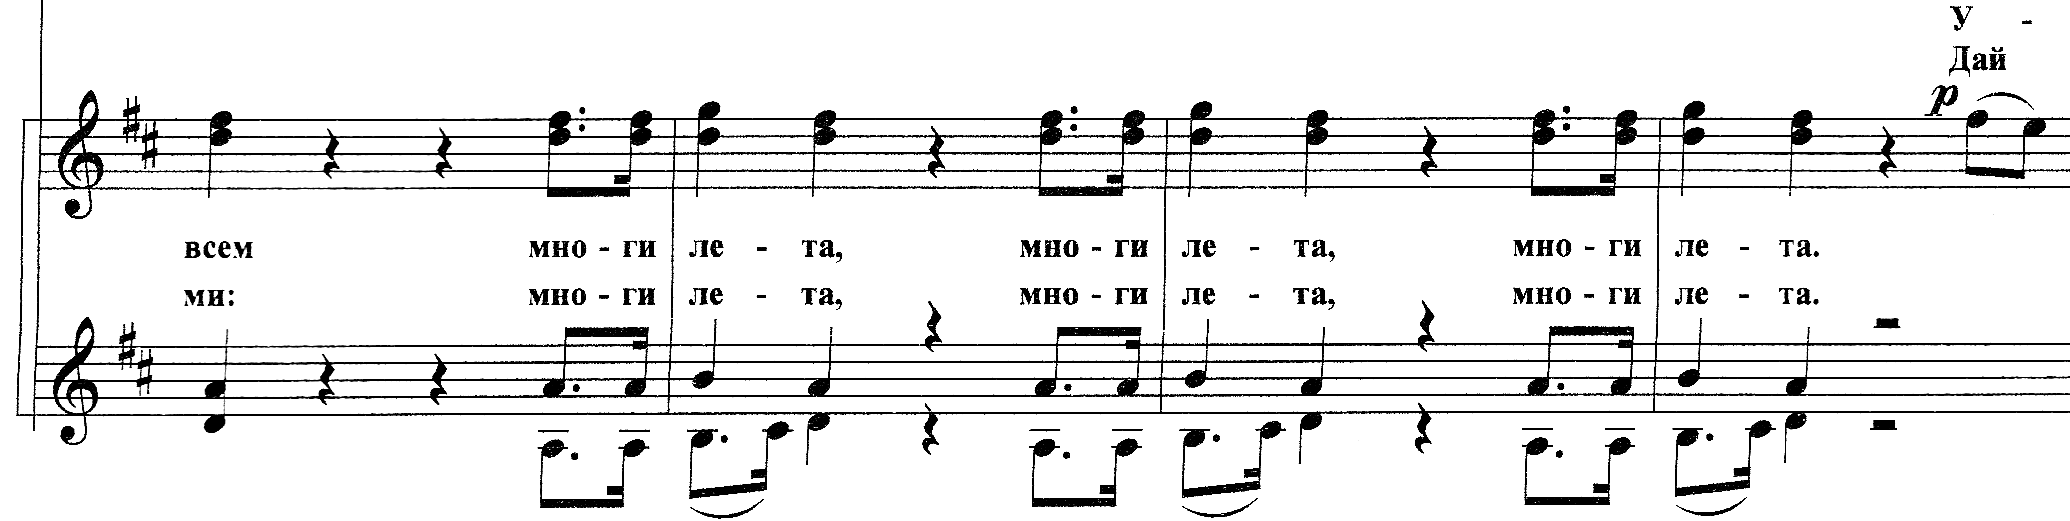 У -
Дай
p
всем мно - ги ле - та, мно - ги ле - та, мно - ги ле - та.
ми: мно - ги ле - та, мно - ги ле - та, мно - ги ле - та.